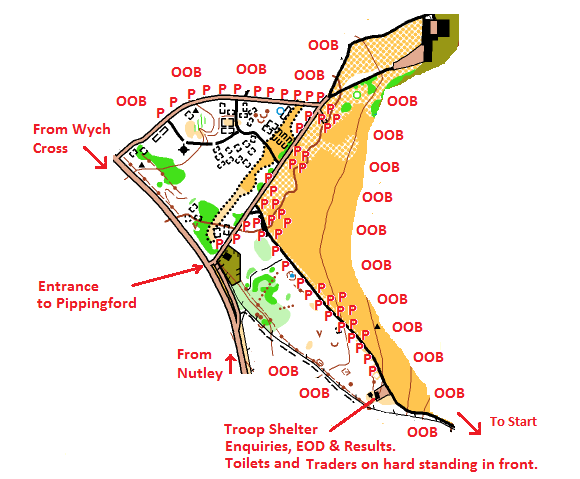 OOB
OOB
OOB
OOB
P P P P P P P P P P P P
OOB
OOB
P P P P
From Wych
Cross
OOB
P P P P P
P P
OOB
P P P
OOB
P P P P
P P P P
OOB
P P P
P
OOB
P
Entrance
to Pippingford
P P
P P P
OOB
P P P
P P P
OOB
P P
P
OOB
P
From
Nutley
OOB
OOB
OOB
OOB
OOB
To Start
Troop Shelter
OOB
Enquiries, EOD & Results.
Toilets and Traders on hard standing in front.